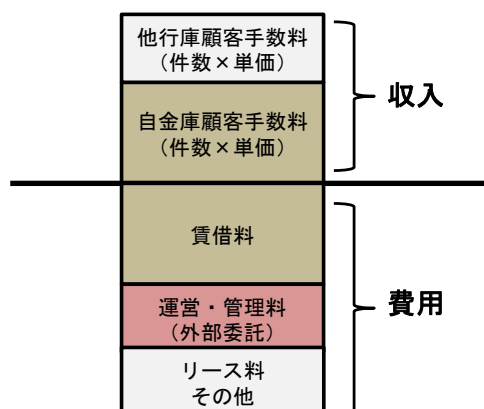 他行庫顧客手数料
（件数×単価）
収入
自金庫顧客手数料
（件数×単価）
賃借料
運営・管理料
（外部委託）
費用
リース料
その他